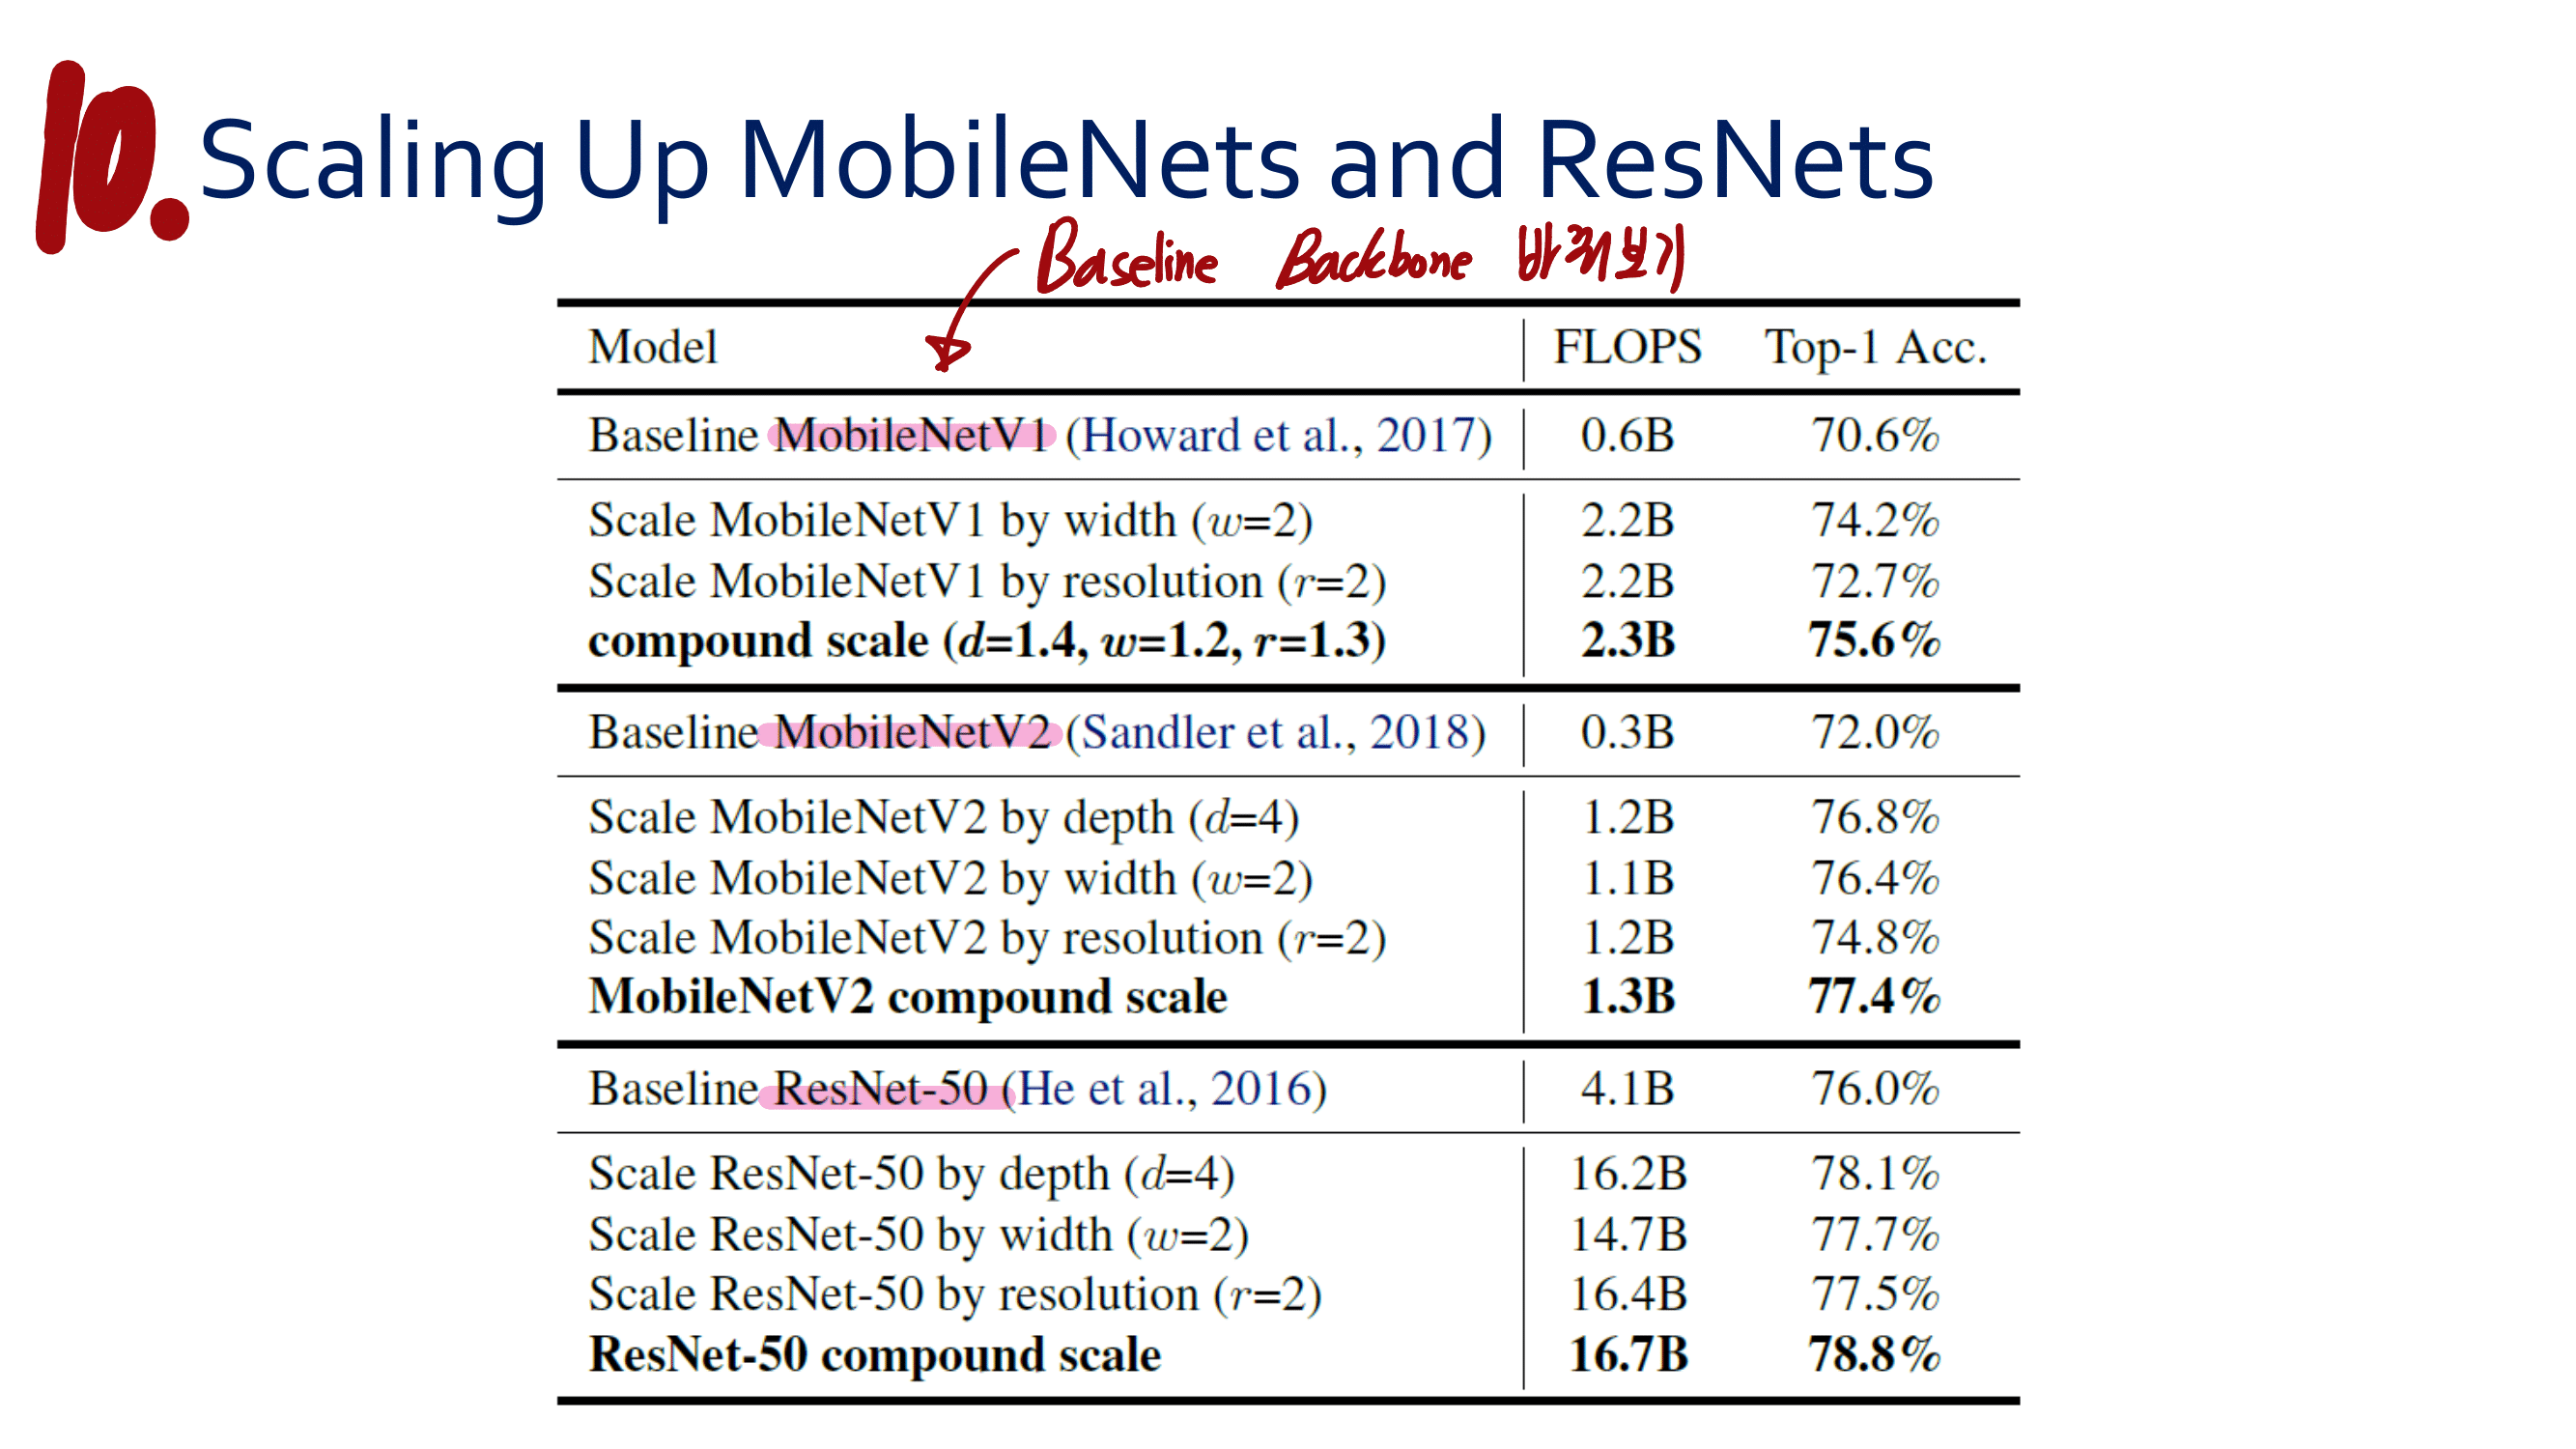 10. Scaling Up MobileNets and ResNets
Baseline Backbone 바꿔보기
Model FLOPS Top-1 Acc.
Baseline MobileNetV1 (Howard et al., 2017) 0.6B 70.6%
Scale MobileNetV1 by width (w=2) 2.2B 74.2%
Scale MobileNetV1 by resolution (r=2) 2.2B 72.7%
compound scale (d=1.4, w=1.2, r=1.3) 2.3B 75.6%
Baseline MobileNetV2 (Sandler et al., 2018) 0.3B 72.0%
Scale MobileNetV2 by depth (d=4) 1.2B 76.8%
Scale MobileNetV2 by width (w=2) 1.1B 76.4%
Scale MobileNetV2 by resolution (r=2) 1.2B 74.8%
MobileNetV2 compound scale 1.3B 77.4%
Baseline ResNet-50 (He et al., 2016) 4.1B 76.0%
Scale ResNet-50 by depth (d=4) 16.2B 78.1%
Scale ResNet-50 by width (w=2) 14.7B 77.7%
Scale ResNet-50 by resolution (r=2) 16.4B 77.5%
ResNet-50 compound scale 16.7B 78.8%